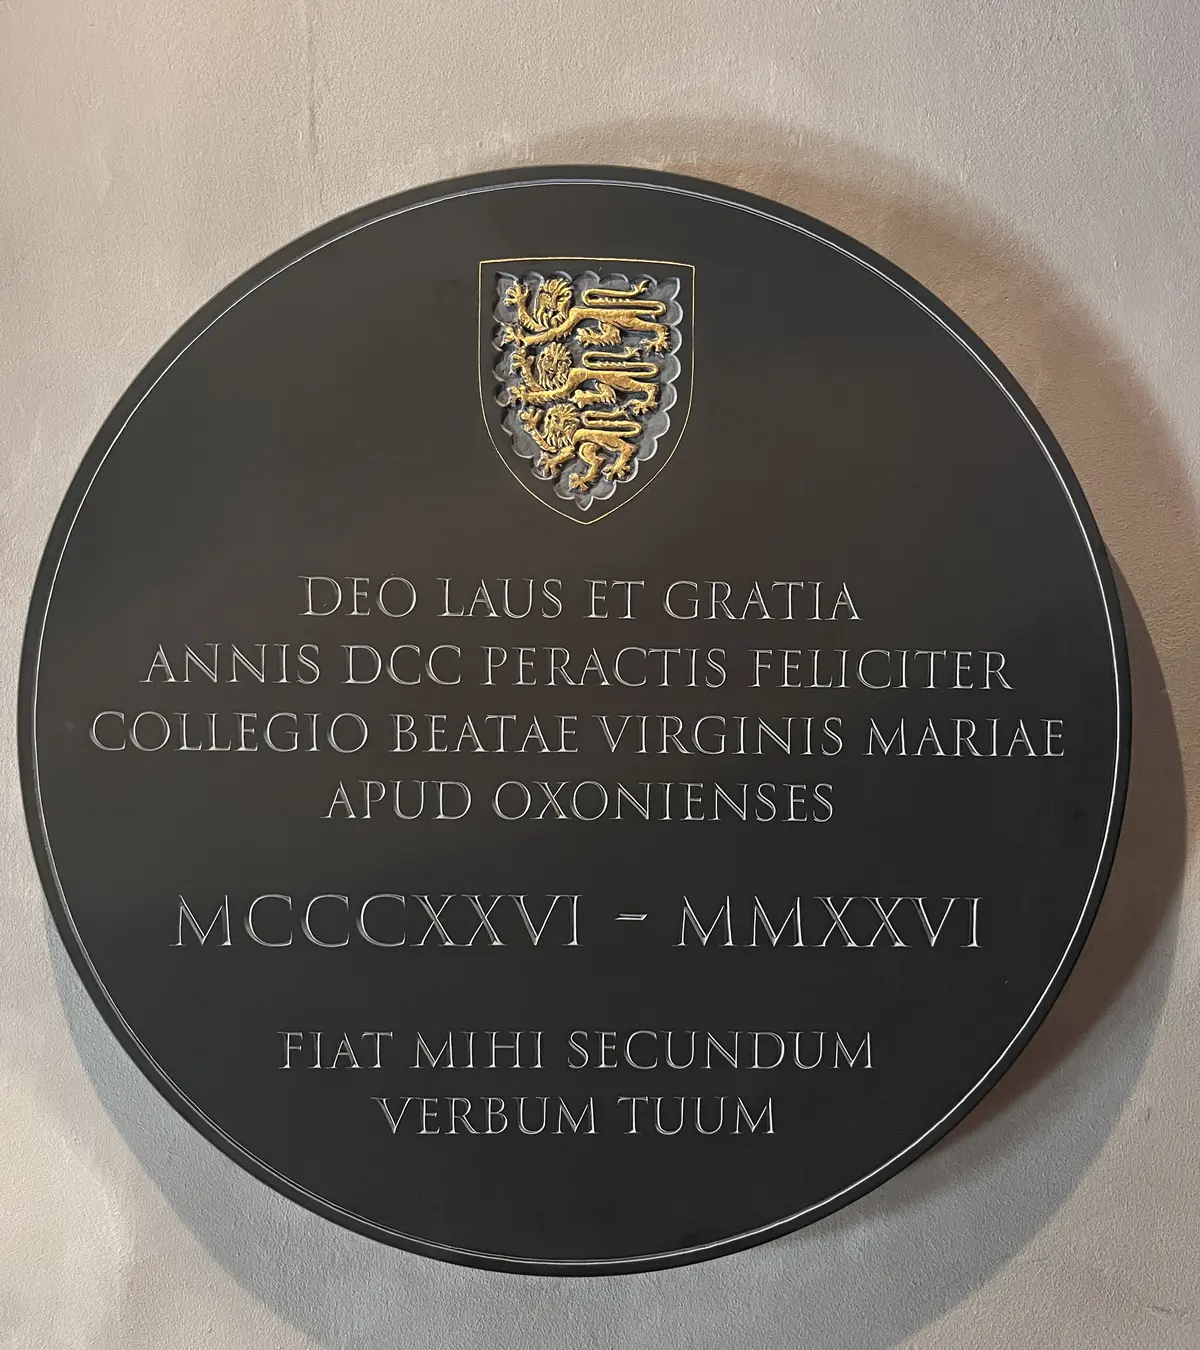 DEO LAUS ET GRATIA
ANNIS DCC PERACTIS FELICITER
COLLEGIO BEATAE VIRGINIS MARIAE
APUD OXONIENSES
MCCCXXVI – MMXXVI
FIAT MIHI SECUNDUM
VERBUM TUUM